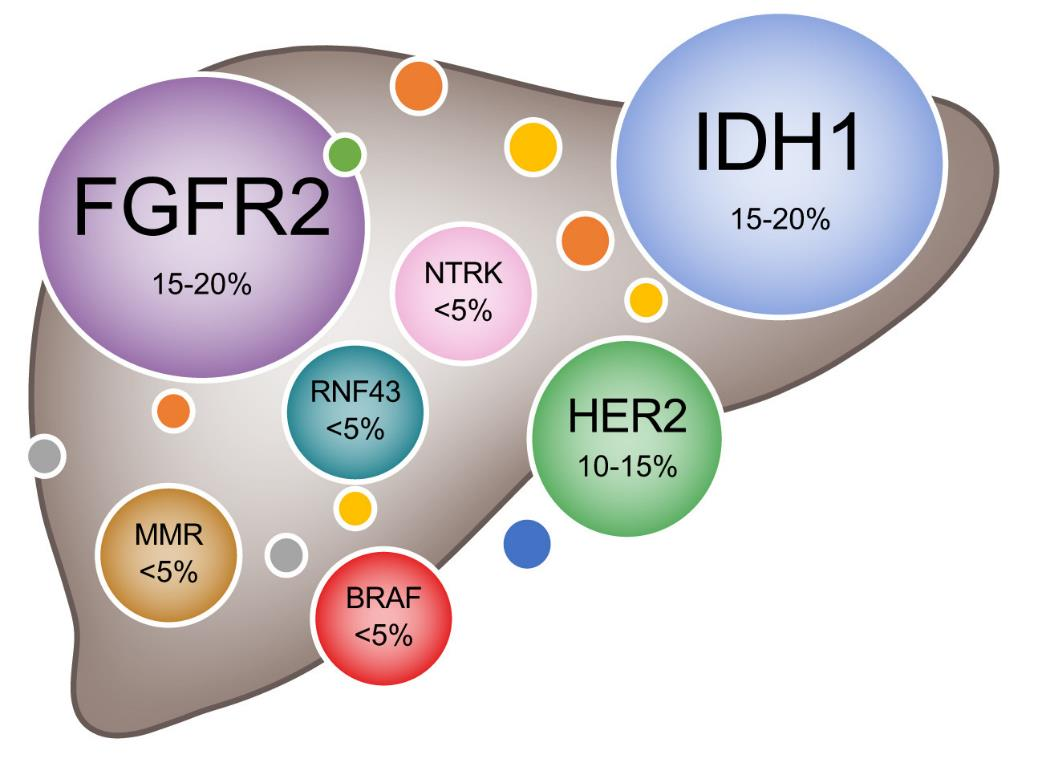 FGFR2
15-20%
IDH1
15-20%
NTRK
<5%
RNF43
<5%
HER2
10-15%
MMR
<5%
BRAF
<5%